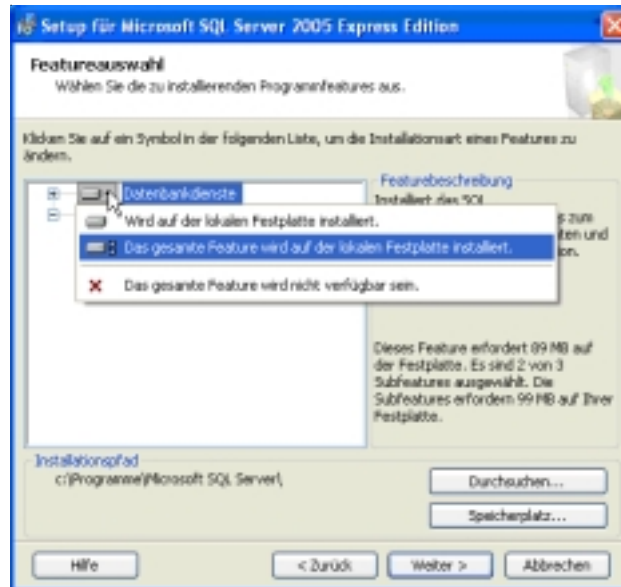 Setup für Microsoft SQL Server 2005 Express Edition
Featureauswahl
Wählen Sie die zu installierenden Programmfeatures aus.
Klicken Sie auf ein Symbol in der folgenden Liste, um die Installationsart eines Features zu
ändern.
Datenbankdienste
Wird auf der lokalen Festplatte installiert.
Das gesamte Feature wird auf der lokalen Festplatte installiert.
Das gesamte Feature wird nicht verfügbar sein.
Featurebeschreibung
Installiert das SQL
s zum
ten und
on.
Dieses Feature erfordert 89 MB auf
der Festplatte. Es sind 2 von 3
Subfeatures ausgewählt. Die
Subfeatures erfordern 99 MB auf Ihrer
Festplatte.
Installationspfad
c:\Programme\Microsoft SQL Server\
Durchsuchen...
Speicherplatz...
Hilfe
< Zurück
Weiter >
Abbrechen